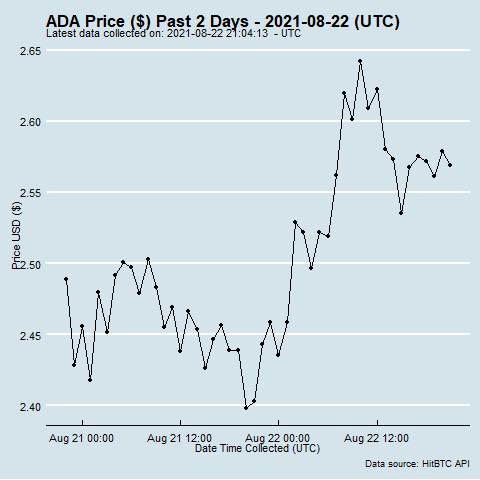 ADA Price ($) Past 2 Days - 2021-08-22 (UTC)
Latest data collected on: 2021-08-22 21:04:13 - UTC
2.65
2.60
2.55
2.50
2.45
2.40
Price USD ($)
Aug 21 00:00 Aug 21 12:00 Aug 22 00:00 Aug 22 12:00
Date Time Collected (UTC)
Data source: HitBTC API